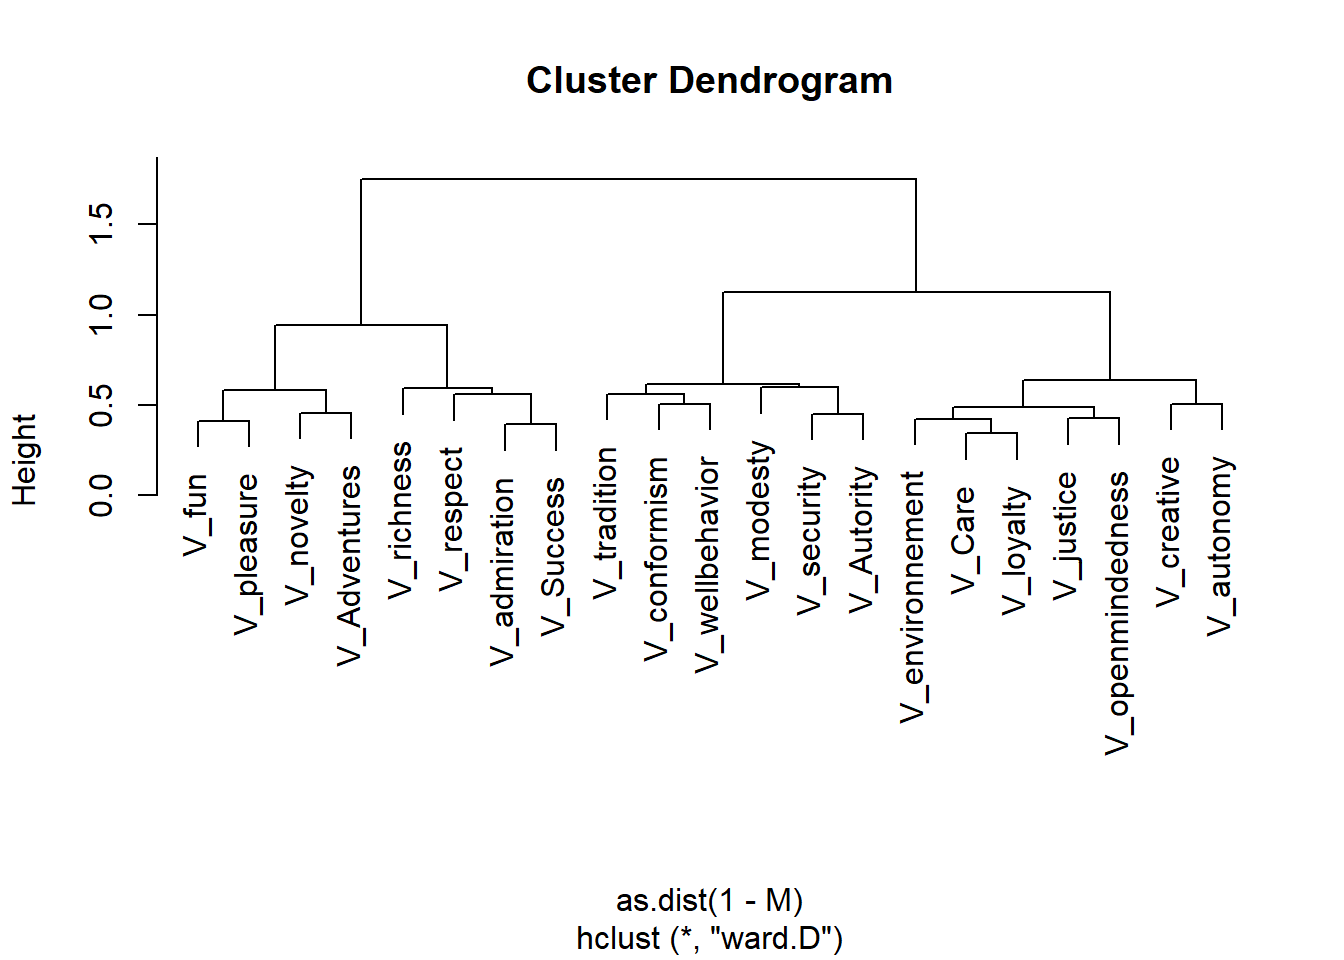 Cluster Dendrogram
Height
0.0
0.5
1.0
1.5
V_fun
V_pleasure
V_novelty
V_Adventures
V_richness
V_respect
V_admiration
V_Success
V_tradition
V_conformism
V_wellbehavior
V_modesty
V_security
V_Autority
V_environnement
V_Care
V_loyalty
V_justice
V_openmindedness
V_creative
V_autonomy
as.dist(1 - M)
hclust (*, "ward.D")